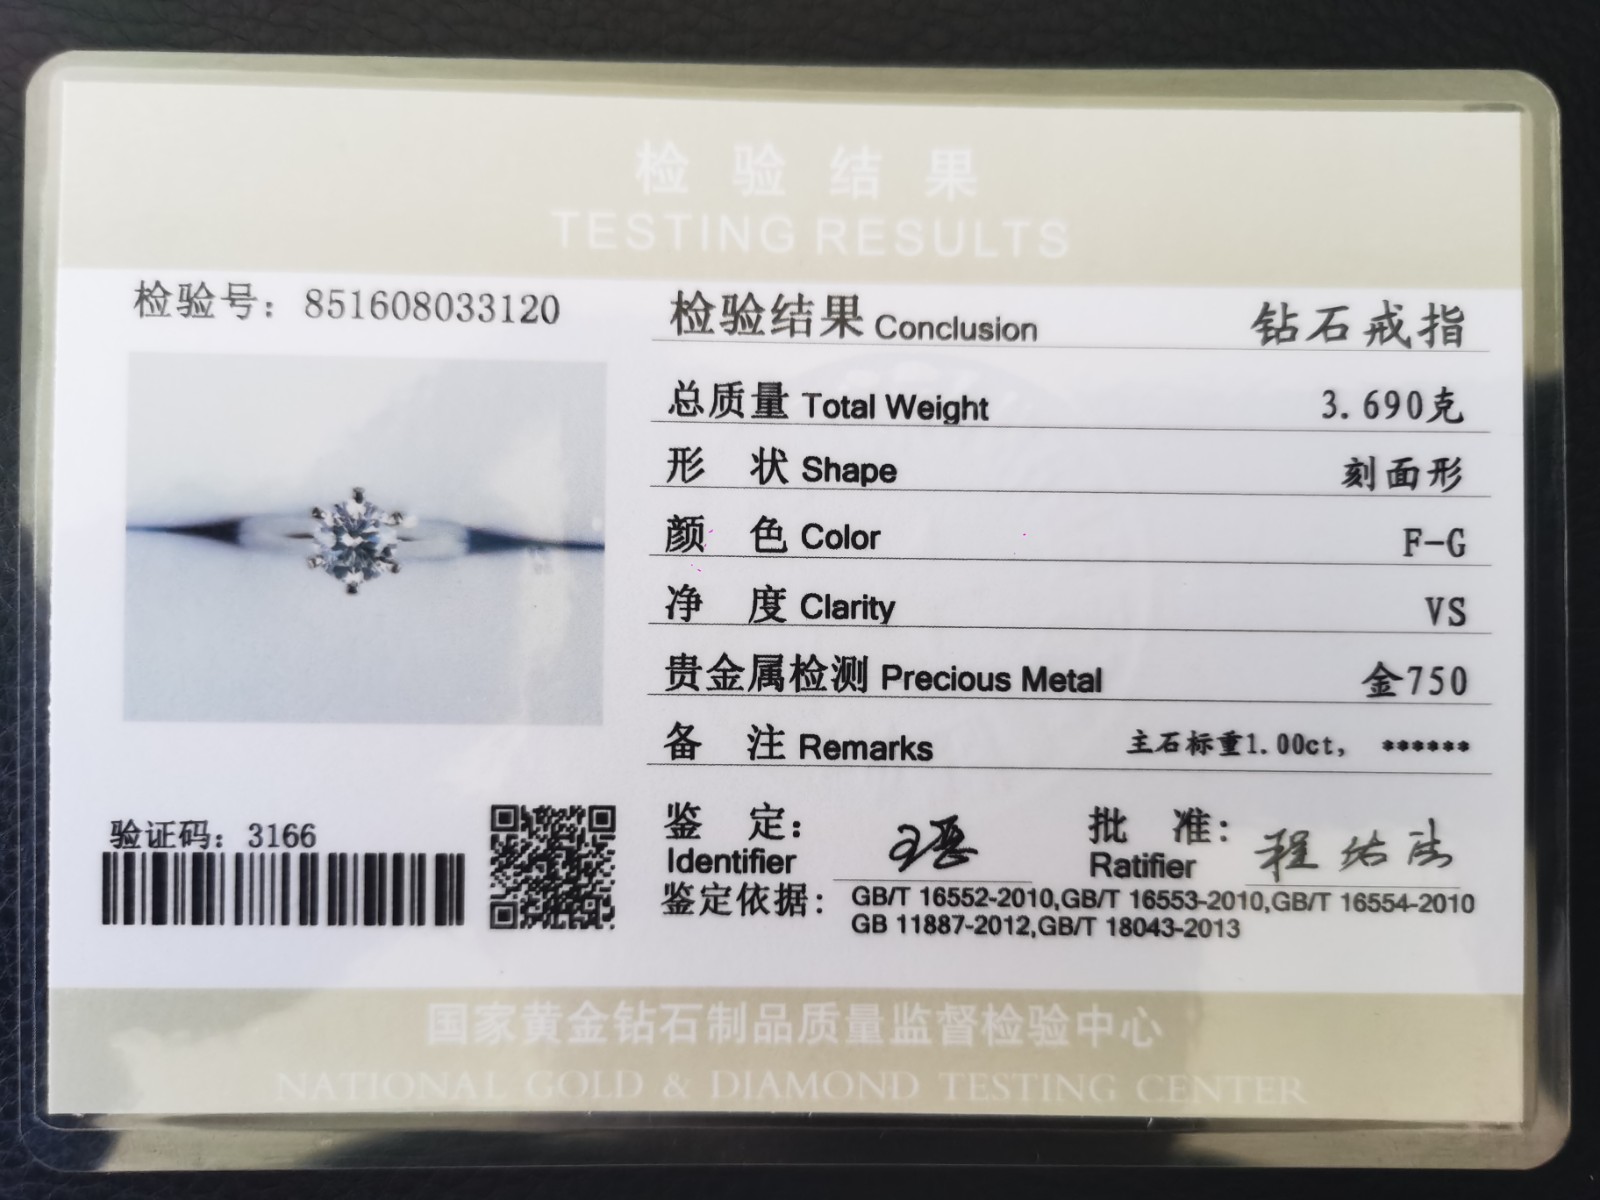 检验结果
TESTING RESULTS
检验号：851608033120
检验结果 Conclusion 钻石戒指
总质量 Total Weight 3.690克
形 状 Shape 刻面形
颜 色 Color F-G
净 度 Clarity VS
贵金属检测 Precious Metal 金750
备 注 Remarks 主石标重1.00ct, ******
验证码：3166
鉴 定：
Identifier
批 准：
Ratifier
鉴定依据：GB/T 16552-2010,GB/T 16553-2010,GB/T 16554-2010
GB 11887-2012,GB/T 18043-2013
国家黄金钻石制品质量监督检验中心
NATIONAL GOLD & DIAMOND TESTING CENTER